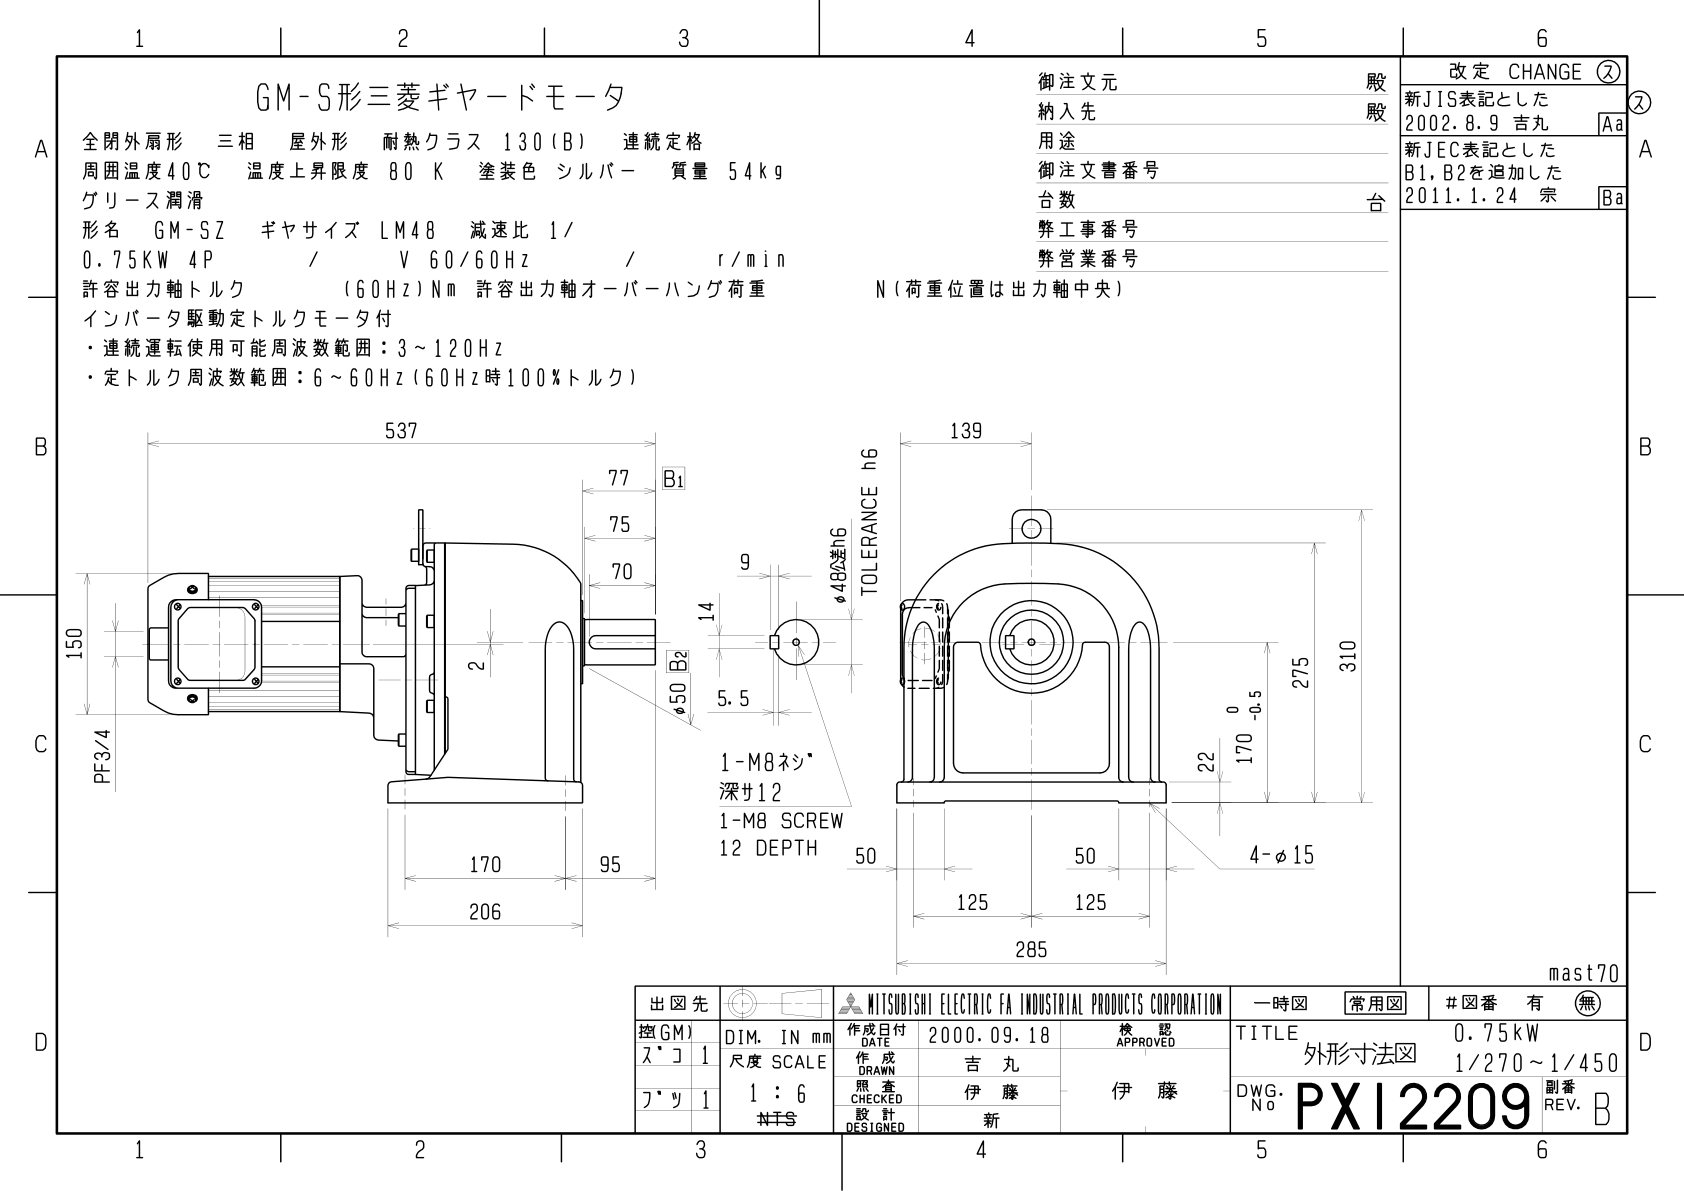 1 2 3 4 5 6
GM-S形三菱ギヤードモータ
全閉外扇形 三相 屋外形 耐熱クラス 130(B) 連続定格
周囲温度40℃ 温度上昇限度 80 K 塗装色 シルバー 質量 54kg
グリース潤滑
形名 GM-SZ ギヤサイズ LM48 減速比 1/
0.75KW 4P / V 60/60Hz / r/min
許容出力軸トルク (60Hz)Nm 許容出力軸オーバーハング荷重 N(荷重位置は出力軸中央)
インバータ駆動定トルクモータ付
・連続運転使用可能周波数範囲：3~120Hz
・定トルク周波数範囲：6~60Hz(60Hz時100%トルク)
御注文元 殿
納入先 殿
用途
御注文書番号
台数 台
弊工事番号
弊営業番号
改定 CHANGE ㋜
新JIS表記とした
2002.8.9 吉丸 Aa
新JEC表記とした
B1,B2を追加した
2011.1.24 宗 Ba
㋜
A A
B B
C C
D D
537
77 B1
75
70
150
PF3/4
2
B2
φ50
170 95
206
9
14
5.5
φ48公差h6
TOLERANCE h6
1-M8ネジ
深サ12
1-M8 SCREW
12 DEPTH
139
310
275
170 0 -0.5
22
50 50
4-φ15
125 125
285
mast70
出図先
控(GM)
ズコ 1
ブツ 1
DIM. IN mm
尺度 SCALE
1 : 6
NTS
MITSUBISHI ELECTRIC FA INDUSTRIAL PRODUCTS CORPORATION
作成日付 DATE 2000.09.18
作成 DRAWN 吉丸
照査 CHECKED 伊藤
設計 DESIGNED 新
検認 APPROVED
伊藤
一時図 常用図 #図番 有 無
TITLE 外形寸法図
0.75kW
1/270~1/450
DWG. No PX12209
副番 REV. B
1 2 3 4 5 6